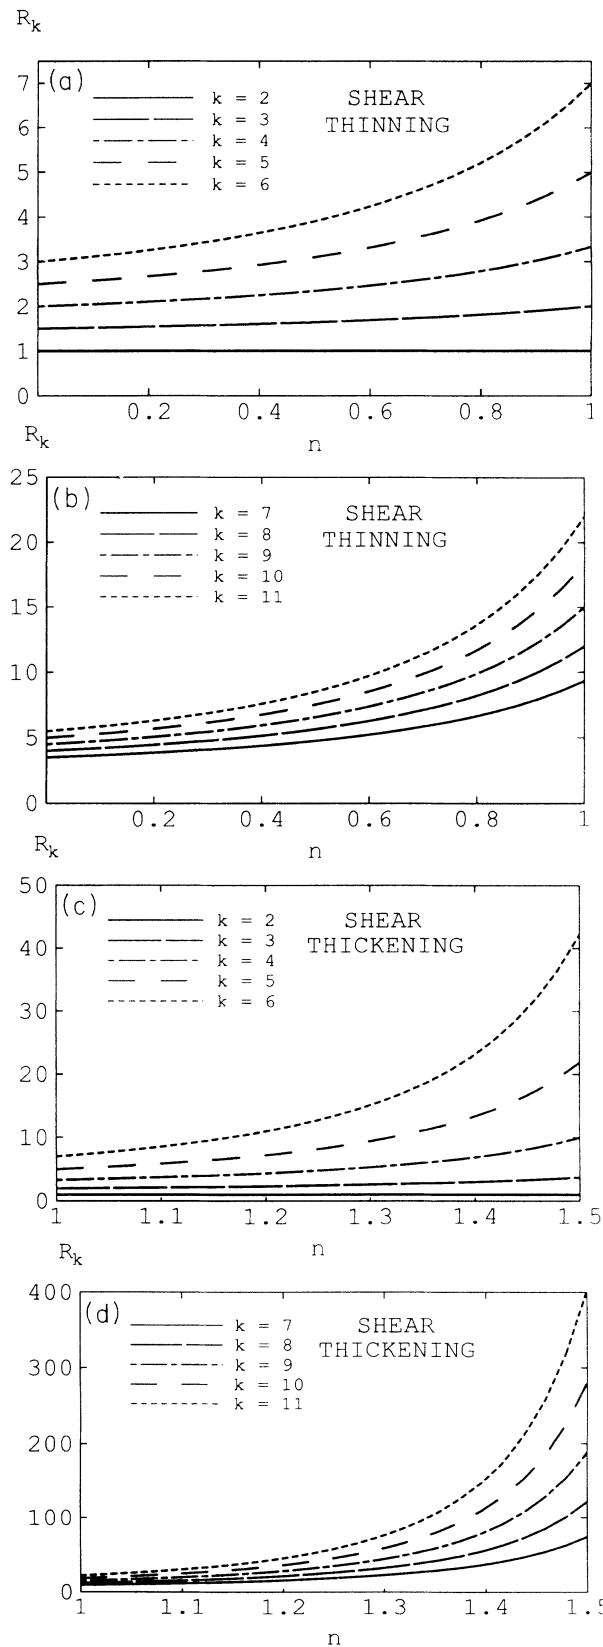 R_k
(a)
7
6
5
4
3
2
1
0
k = 2
k = 3
k = 4
k = 5
k = 6
SHEAR
THINNING
0.2 0.4 0.6 0.8 1
n
R_k
(b)
25
20
15
10
5
0
k = 7
k = 8
k = 9
k = 10
k = 11
SHEAR
THINNING
0.2 0.4 0.6 0.8 1
n
R_k
(c)
50
40
30
20
10
0
k = 2
k = 3
k = 4
k = 5
k = 6
SHEAR
THICKENING
1 1.1 1.2 1.3 1.4 1.5
n
R_k
(d)
400
300
200
100
0
k = 7
k = 8
k = 9
k = 10
k = 11
SHEAR
THICKENING
1 1.1 1.2 1.3 1.4 1.5
n